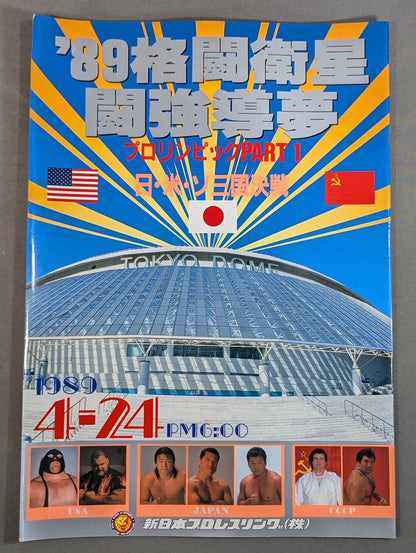 '89格闘衛星
闘強導夢
プロリンピックPART 1
日・米・ソ三国決戦
TOKYO DOME
1989
4-24 PM6:00
USA JAPAN CCCP
新日本プロレスリング(株)